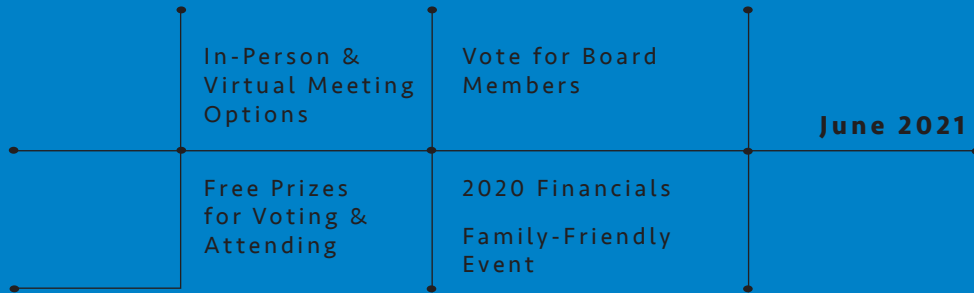 In-Person &
Virtual Meeting
Options
Vote for Board
Members
June 2021
Free Prizes
for Voting &
Attending
2020 Financials
Family-Friendly
Event